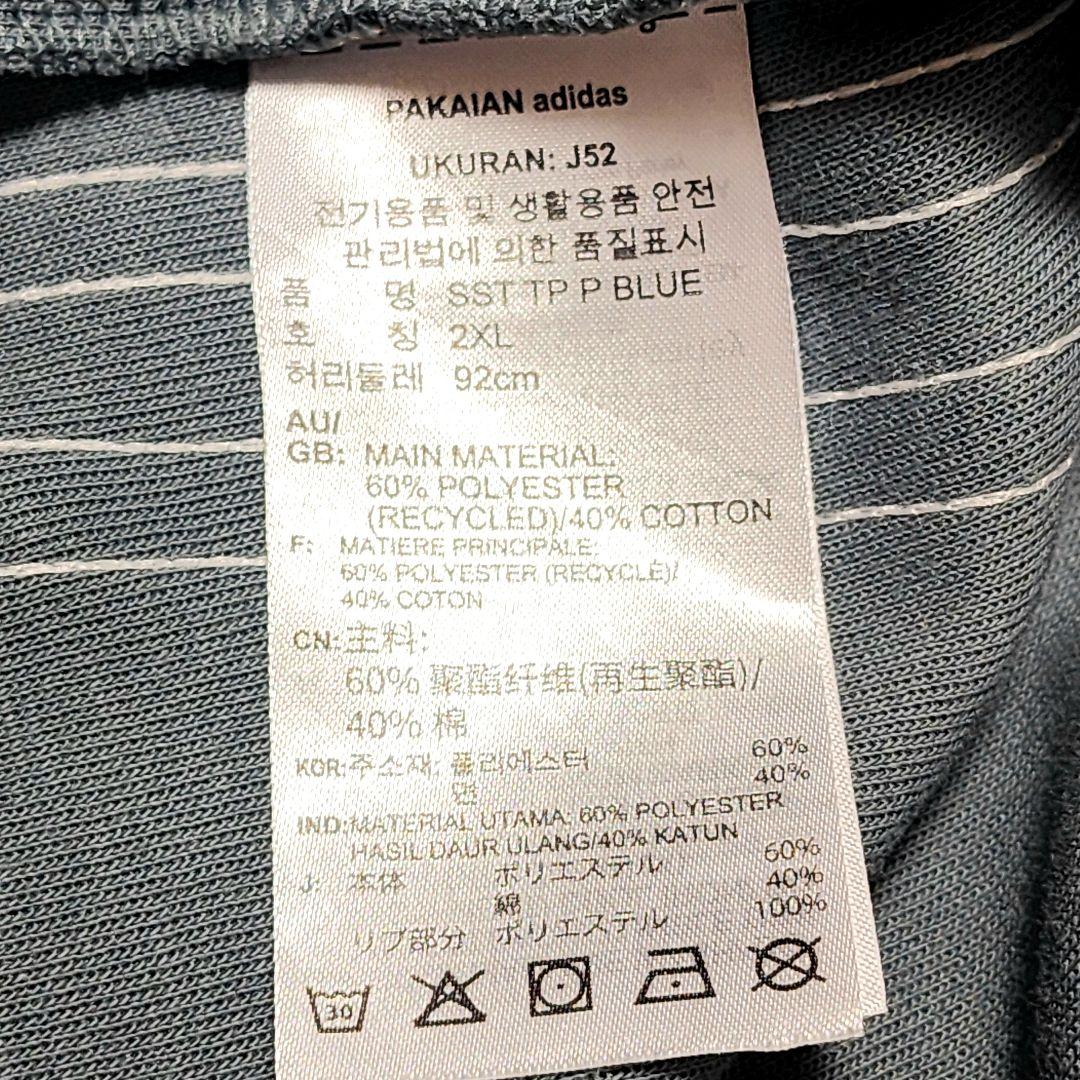 PAKAIAN adidas
UKURAN: J52
전기용품 및 생활용품 안전
관리법에 의한 품질표시
품 명 SST TP P BLUE
호 칭 2XL
허리둘레 92cm
AU/
GB: MAIN MATERIAL:
60% POLYESTER
(RECYCLED)/40% COTTON
F: MATIERE PRINCIPALE:
60% POLYESTER (RECYCLÉ)/
40% COTON
CN: 主料:
60% 聚酯纤维(再生聚酯)/
40% 棉
KOR: 주소재: 폴리에스터 60%
면 40%
IND: MATERIAL UTAMA: 60% POLYESTER
HASIL DAUR ULANG/40% KATUN
J: 本体 ポリエステル 60%
綿 40%
リブ部分 ポリエステル 100%
30